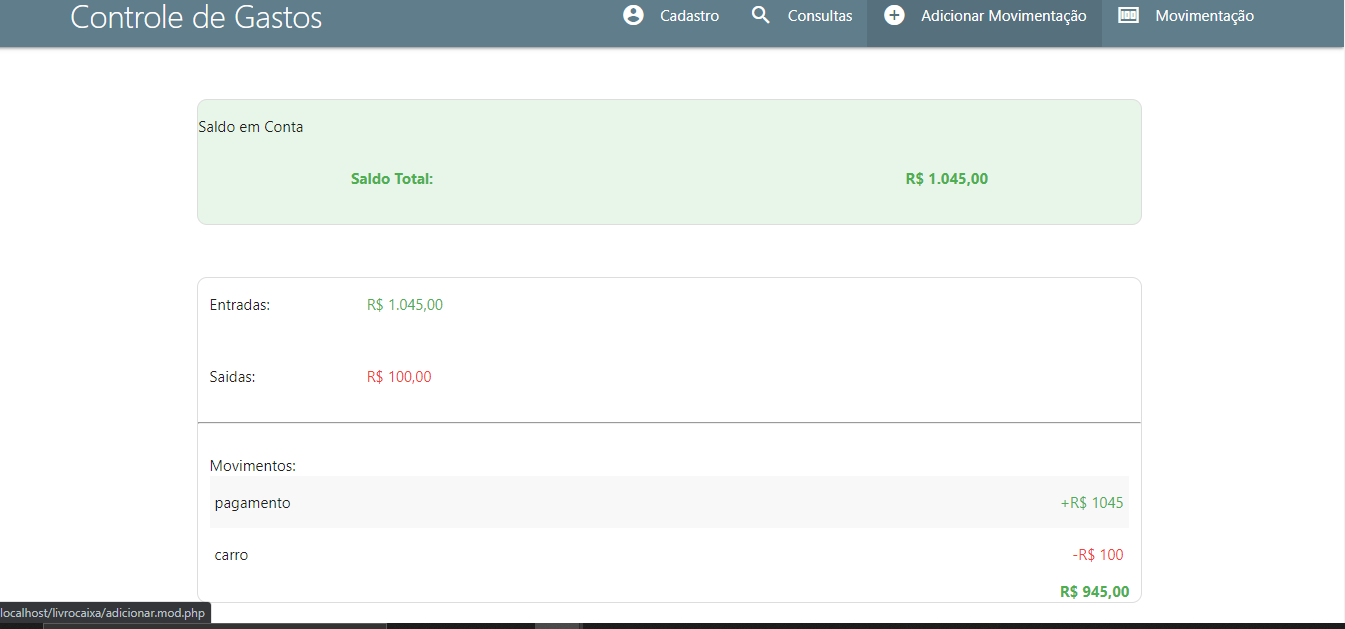 Controle de Gastos
Cadastro
Consultas
Adicionar Movimentação
Movimentação
Saldo em Conta
Saldo Total: R$ 1.045,00
Entradas: R$ 1.045,00
Saidas: R$ 100,00
Movimentos:
pagamento +R$ 1045
carro -R$ 100
R$ 945,00
localhost/livrocaixa/adicionar.mod.php